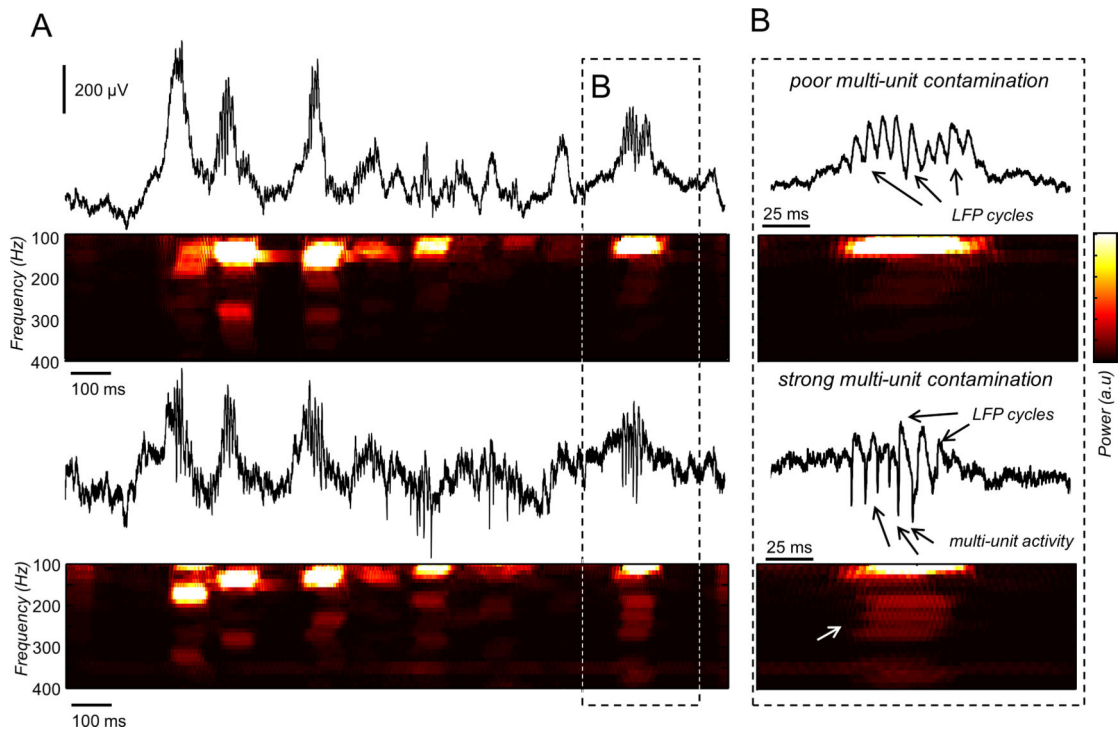 A
B
200 μV
B
poor multi-unit contamination
LFP cycles
25 ms
Frequency (Hz)
100
200
300
400
100 ms
Power (a.u)
strong multi-unit contamination
LFP cycles
multi-unit activity
25 ms
Frequency (Hz)
100
200
300
400
100 ms